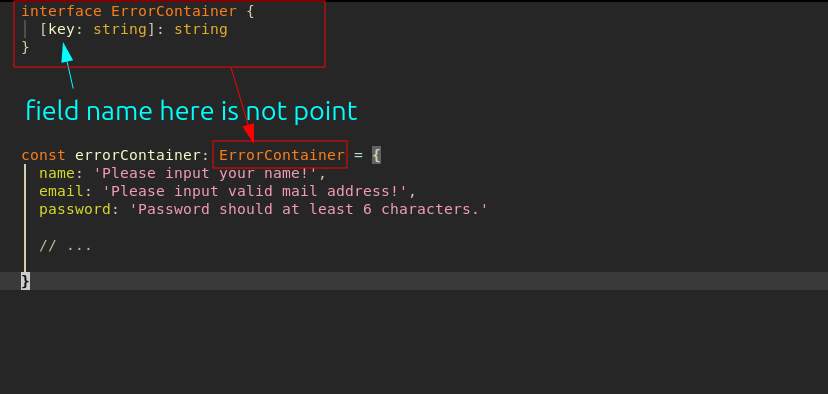 interface ErrorContainer {
[key: string]: string
}
field name here is not point
const errorContainer: ErrorContainer = {
name: 'Please input your name!',
email: 'Please input valid mail address!',
password: 'Password should at least 6 characters.'
// ...
}